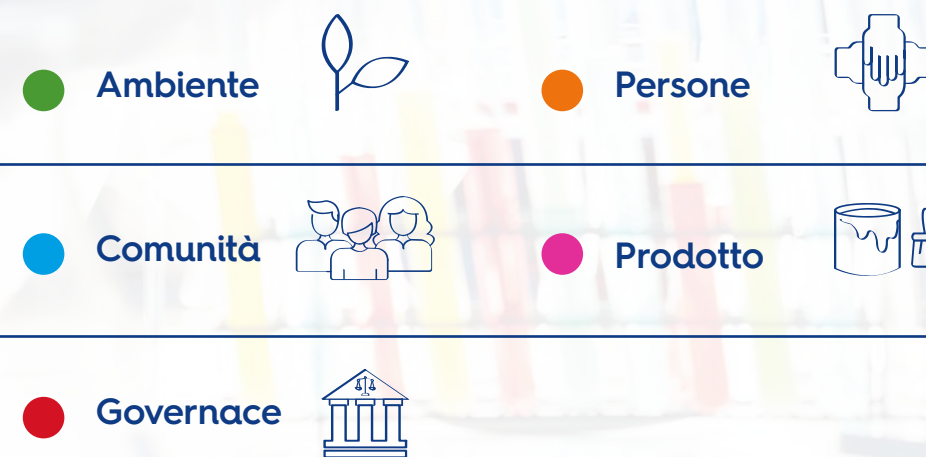 Ambiente
Persone
Comunità
Prodotto
Governace